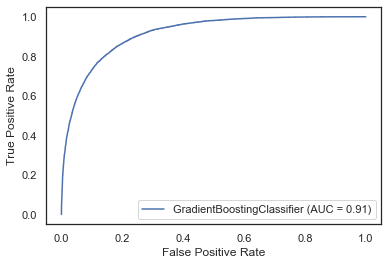 1.0
0.8
0.6
0.4
0.2
0.0
True Positive Rate
GradientBoostingClassifier (AUC = 0.91)
0.0 0.2 0.4 0.6 0.8 1.0
False Positive Rate